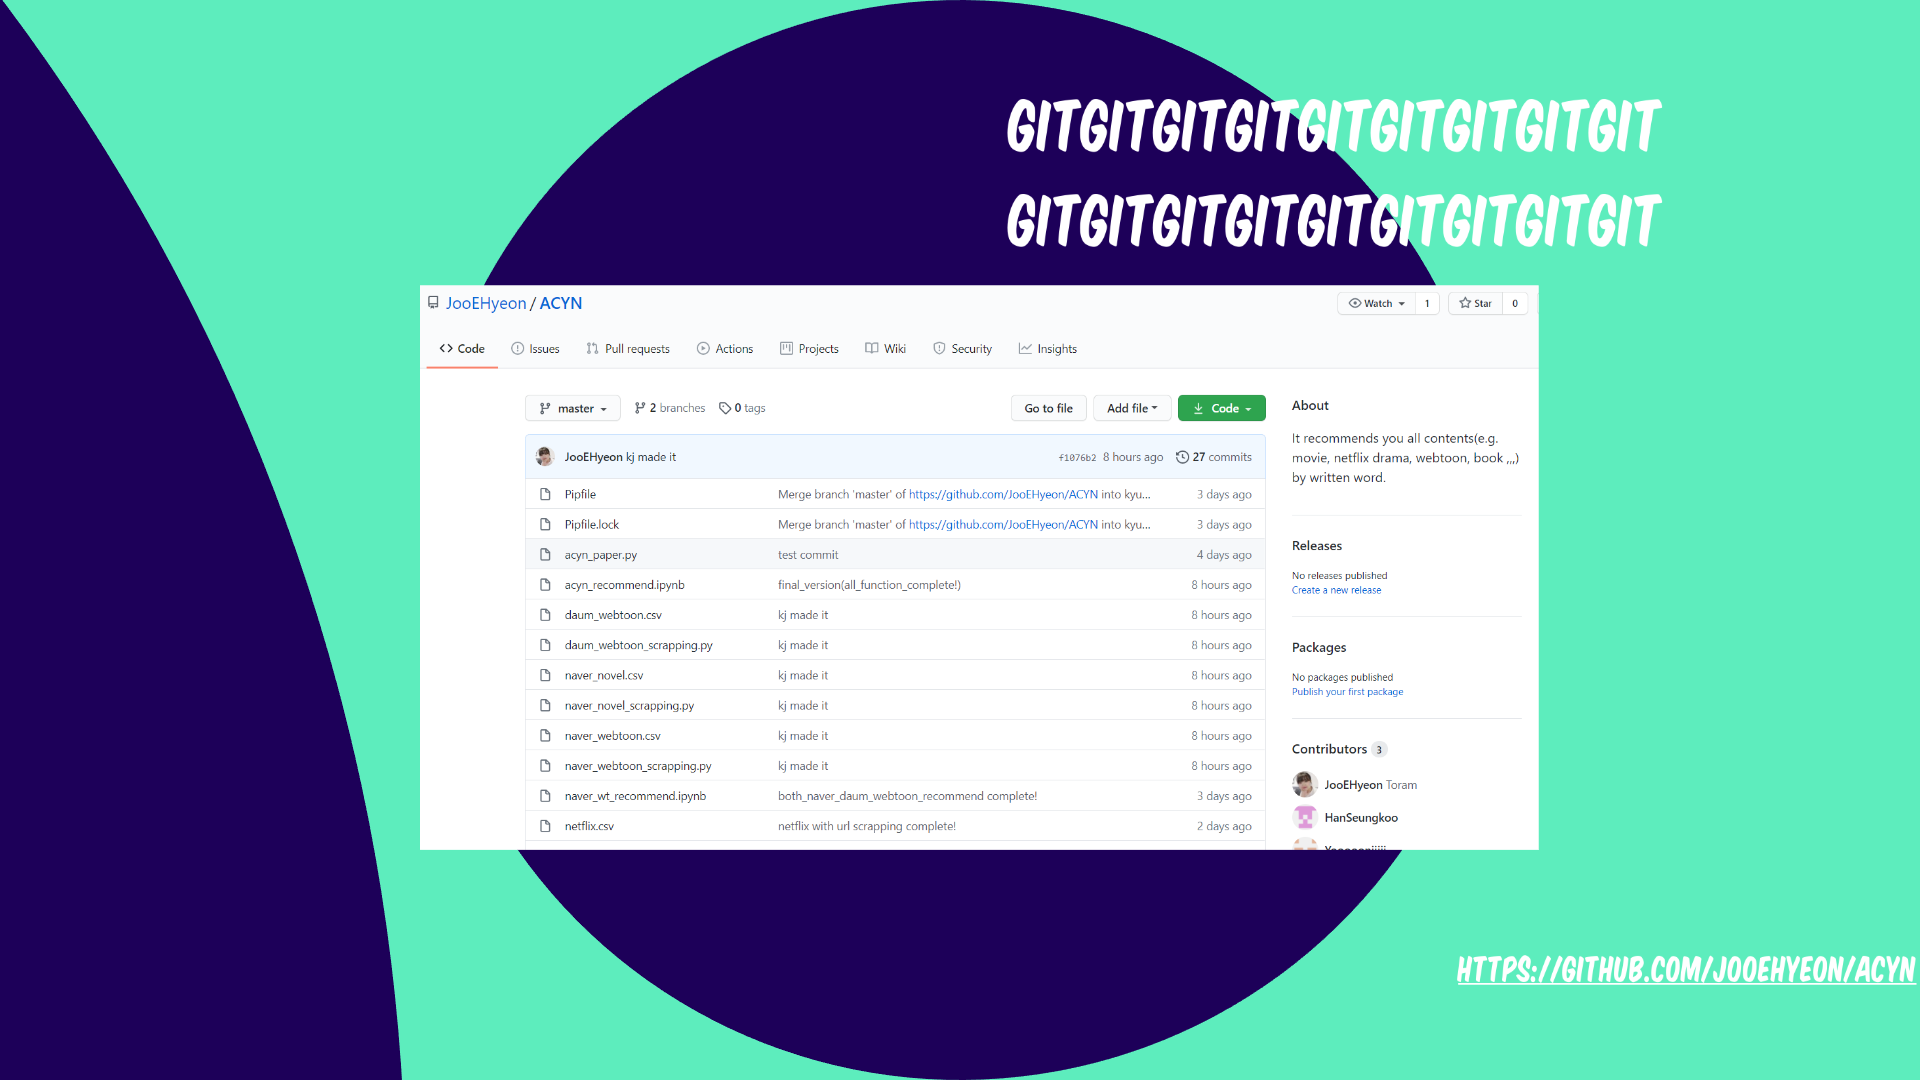 GITGITGITGITGITGITGITGITGIT
GITGITGITGITGITGITGITGITGIT
JooEHyeon / ACYN
Watch 1 Star 0
Code Issues Pull requests Actions Projects Wiki Security Insights
master 2 branches 0 tags Go to file Add file Code
JooEHyeon kj made it f1076b2 8 hours ago 27 commits
Pipfile Merge branch 'master' of https://github.com/JooEHyeon/ACYN into kyu... 3 days ago
Pipfile.lock Merge branch 'master' of https://github.com/JooEHyeon/ACYN into kyu... 3 days ago
acyn_paper.py test commit 4 days ago
acyn_recommend.ipynb final_version(all_function_complete!) 8 hours ago
daum_webtoon.csv kj made it 8 hours ago
daum_webtoon_scrapping.py kj made it 8 hours ago
naver_novel.csv kj made it 8 hours ago
naver_novel_scrapping.py kj made it 8 hours ago
naver_webtoon.csv kj made it 8 hours ago
naver_webtoon_scrapping.py kj made it 8 hours ago
naver_wt_recommend.ipynb both_naver_daum_webtoon_recommend complete! 3 days ago
netflix.csv netflix with url scrapping complete! 2 days ago
About
It recommends you all contents(e.g.
movie, netflix drama, webtoon, book ,,,)
by written word.
Releases
No releases published
Create a new release
Packages
No packages published
Publish your first package
Contributors 3
JooEHyeon Toram
HanSeungkoo
HTTPS://GITHUB.COM/JOOEHYEON/ACYN